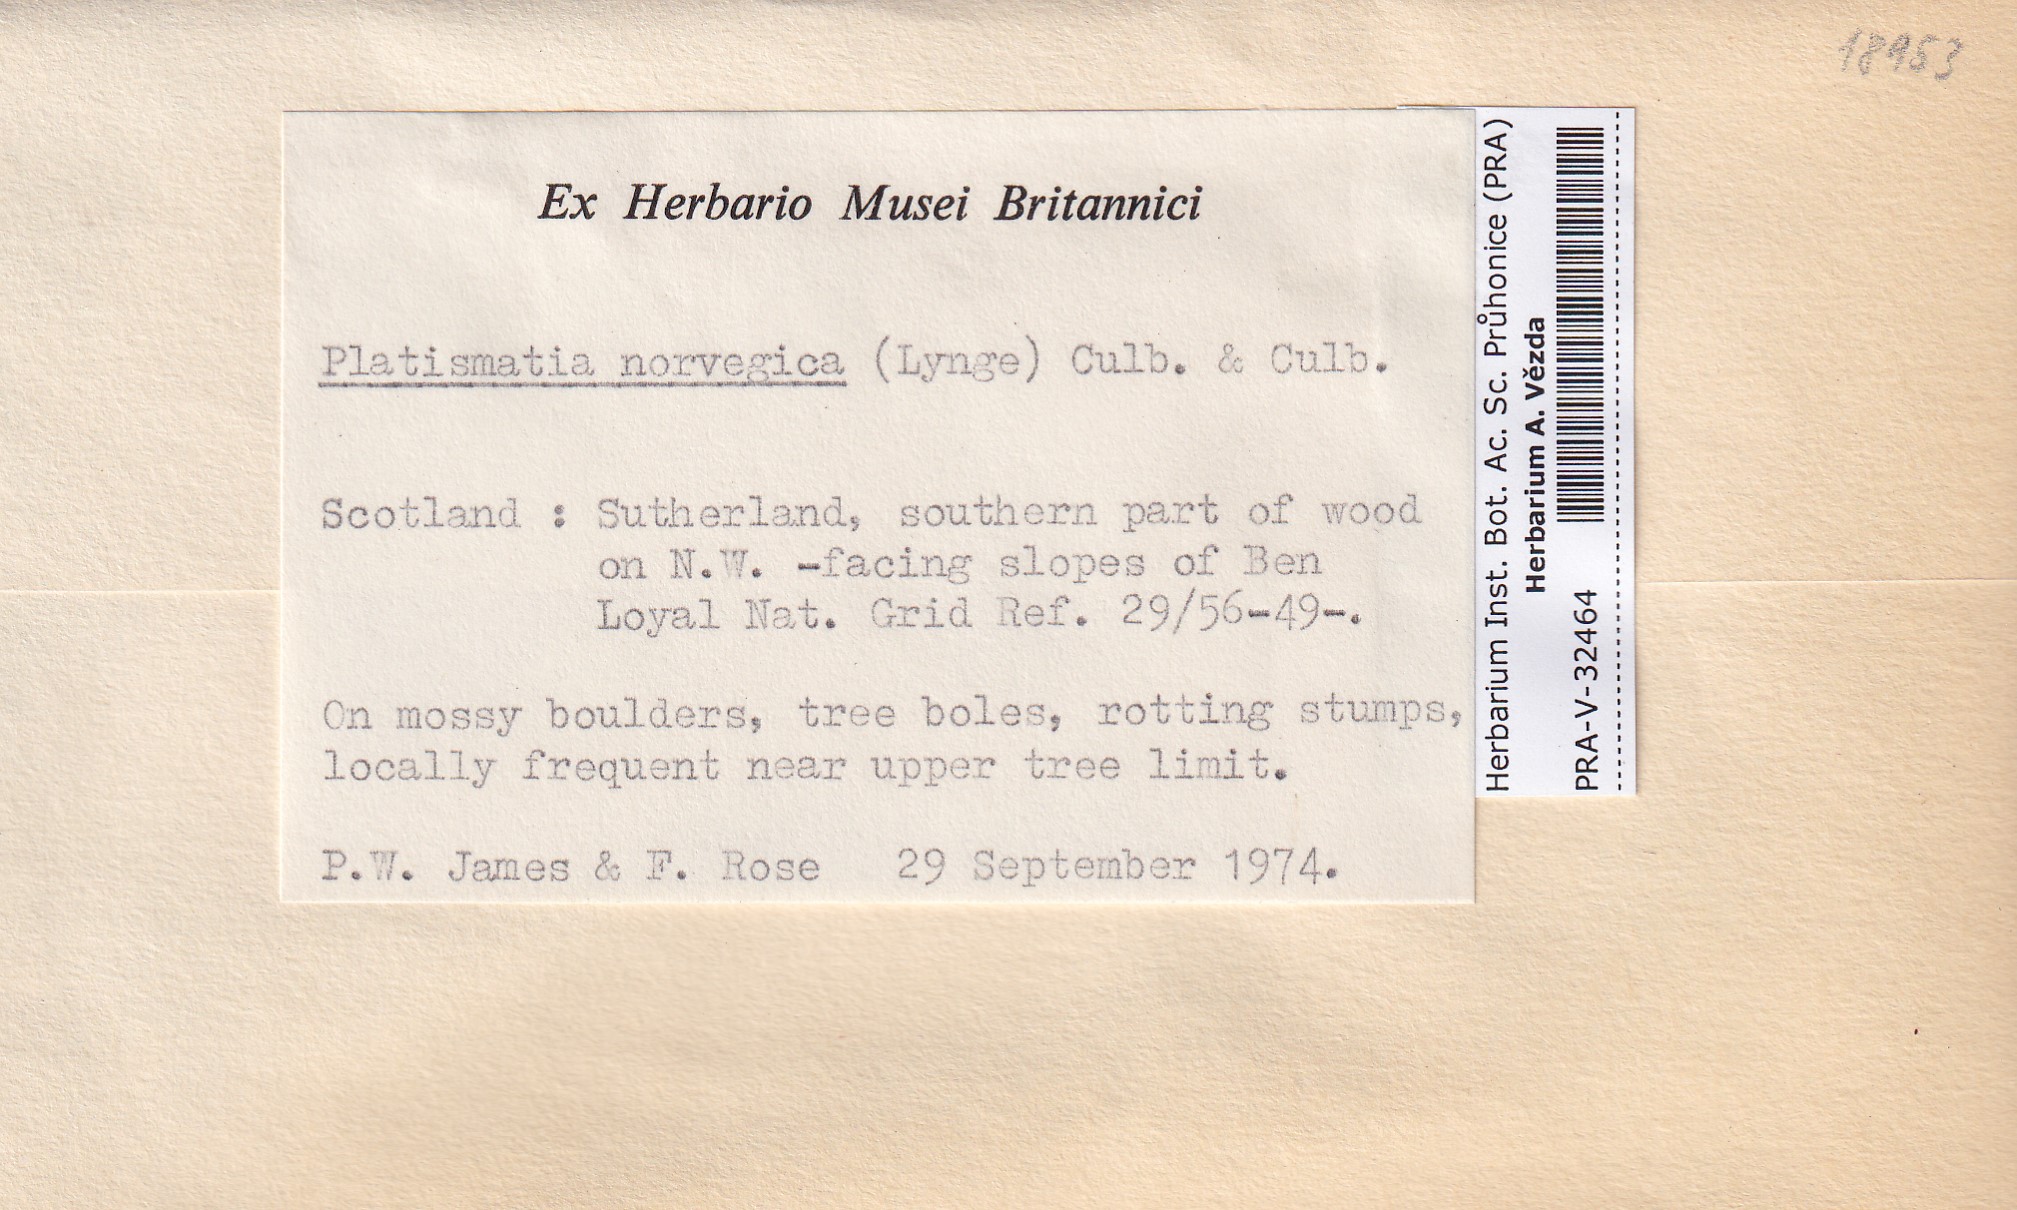 18953
Ex Herbario Musei Britannici
Platismatia norvegica (Lynge) Culb. & Culb.
Scotland : Sutherland, southern part of wood
on N.W. -facing slopes of Ben
Loyal Nat. Grid Ref. 29/56-49-.
On mossy boulders, tree boles, rotting stumps,
locally frequent near upper tree limit.
P.W. James & F. Rose 29 September 1974.
Herbarium Inst. Bot. Ac. Sc. Průhonice (PRA)
Herbarium A. Vězda
PRA-V-32464